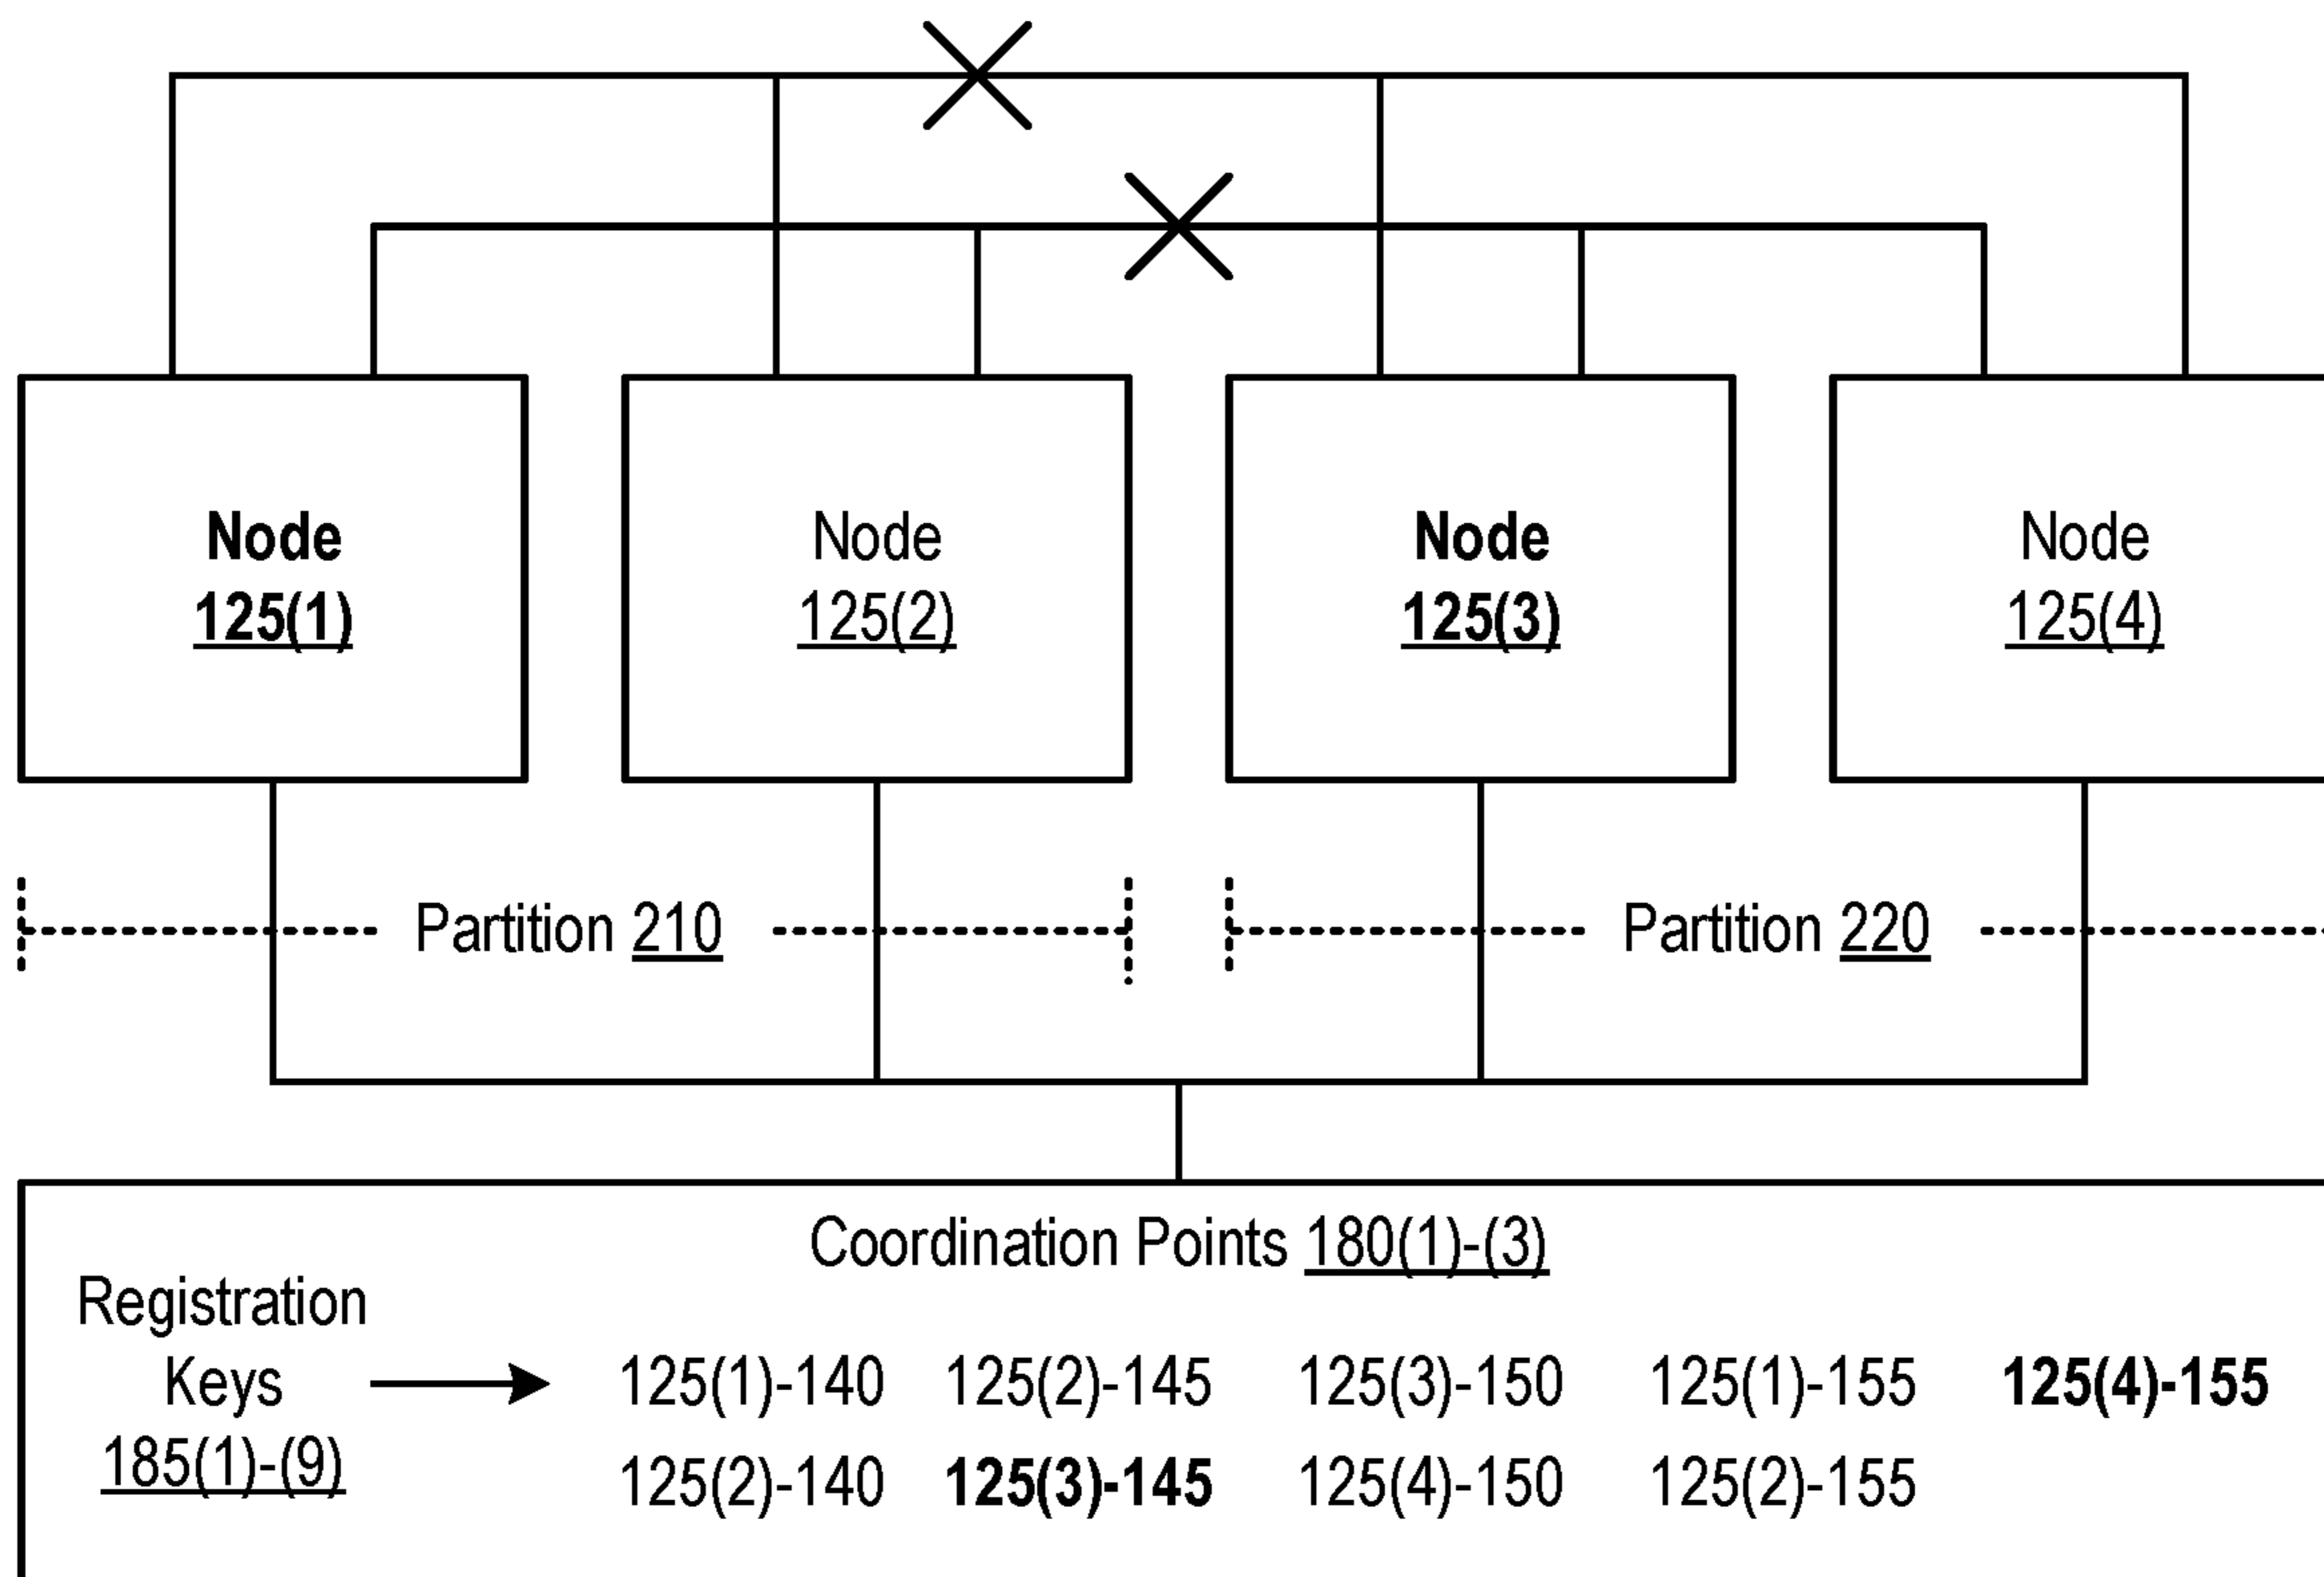 Node
125(1)
Node
125(2)
Node
125(3)
Node
125(4)
Partition 210
Partition 220
Coordination Points 180(1)-(3)
Registration
Keys
185(1)-(9)
125(1)-140 125(2)-145 125(3)-150 125(1)-155 125(4)-155
125(2)-140 125(3)-145 125(4)-150 125(2)-155